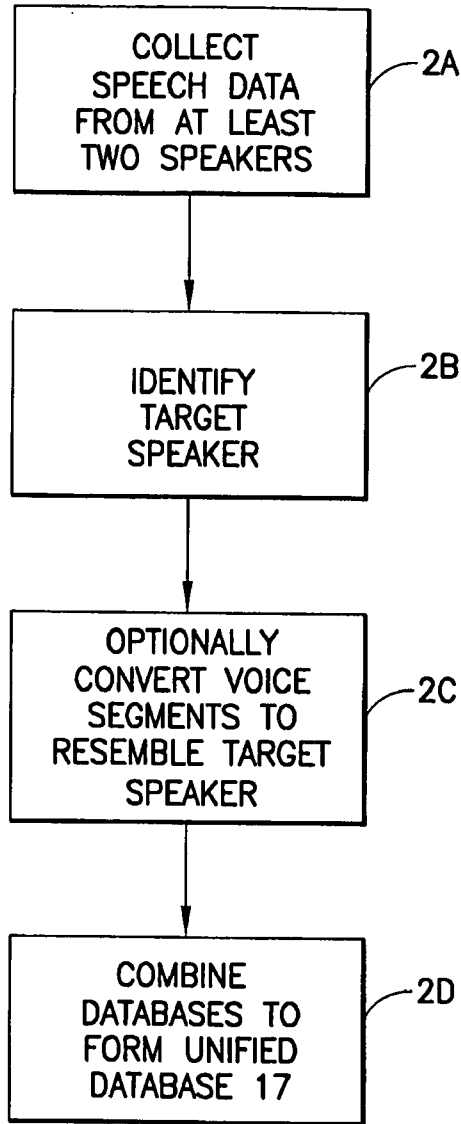 COLLECT
SPEECH DATA
FROM AT LEAST
TWO SPEAKERS
2A
IDENTIFY
TARGET
SPEAKER
2B
OPTIONALLY
CONVERT VOICE
SEGMENTS TO
RESEMBLE TARGET
SPEAKER
2C
COMBINE
DATABASES TO
FORM UNIFIED
DATABASE 17
2D